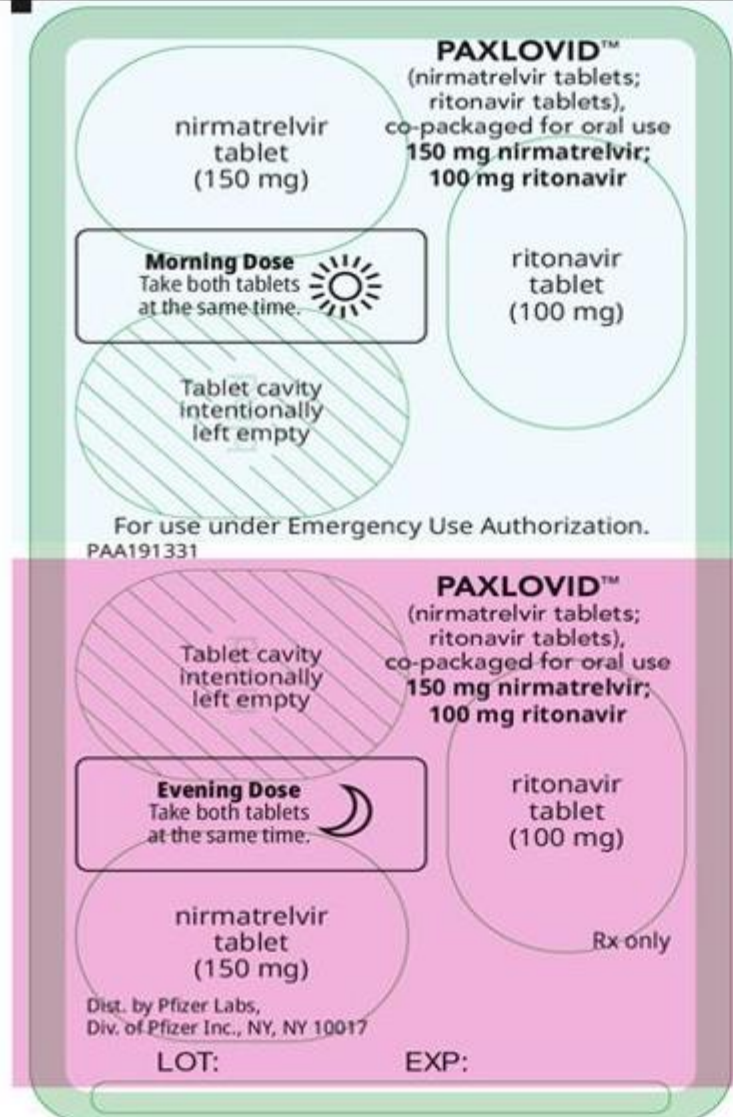 PAXLOVID™
(nirmatrelvir tablets;
ritonavir tablets),
co-packaged for oral use
150 mg nirmatrelvir;
100 mg ritonavir
nirmatrelvir
tablet
(150 mg)
Morning Dose
Take both tablets
at the same time.
ritonavir
tablet
(100 mg)
Tablet cavity
intentionally
left empty
For use under Emergency Use Authorization.
PAA191331
PAXLOVID™
(nirmatrelvir tablets;
ritonavir tablets),
co-packaged for oral use
150 mg nirmatrelvir;
100 mg ritonavir
Tablet cavity
intentionally
left empty
Evening Dose
Take both tablets
at the same time.
ritonavir
tablet
(100 mg)
nirmatrelvir
tablet
(150 mg)
Rx only
Dist. by Pfizer Labs,
Div. of Pfizer Inc., NY, NY 10017
LOT: EXP: